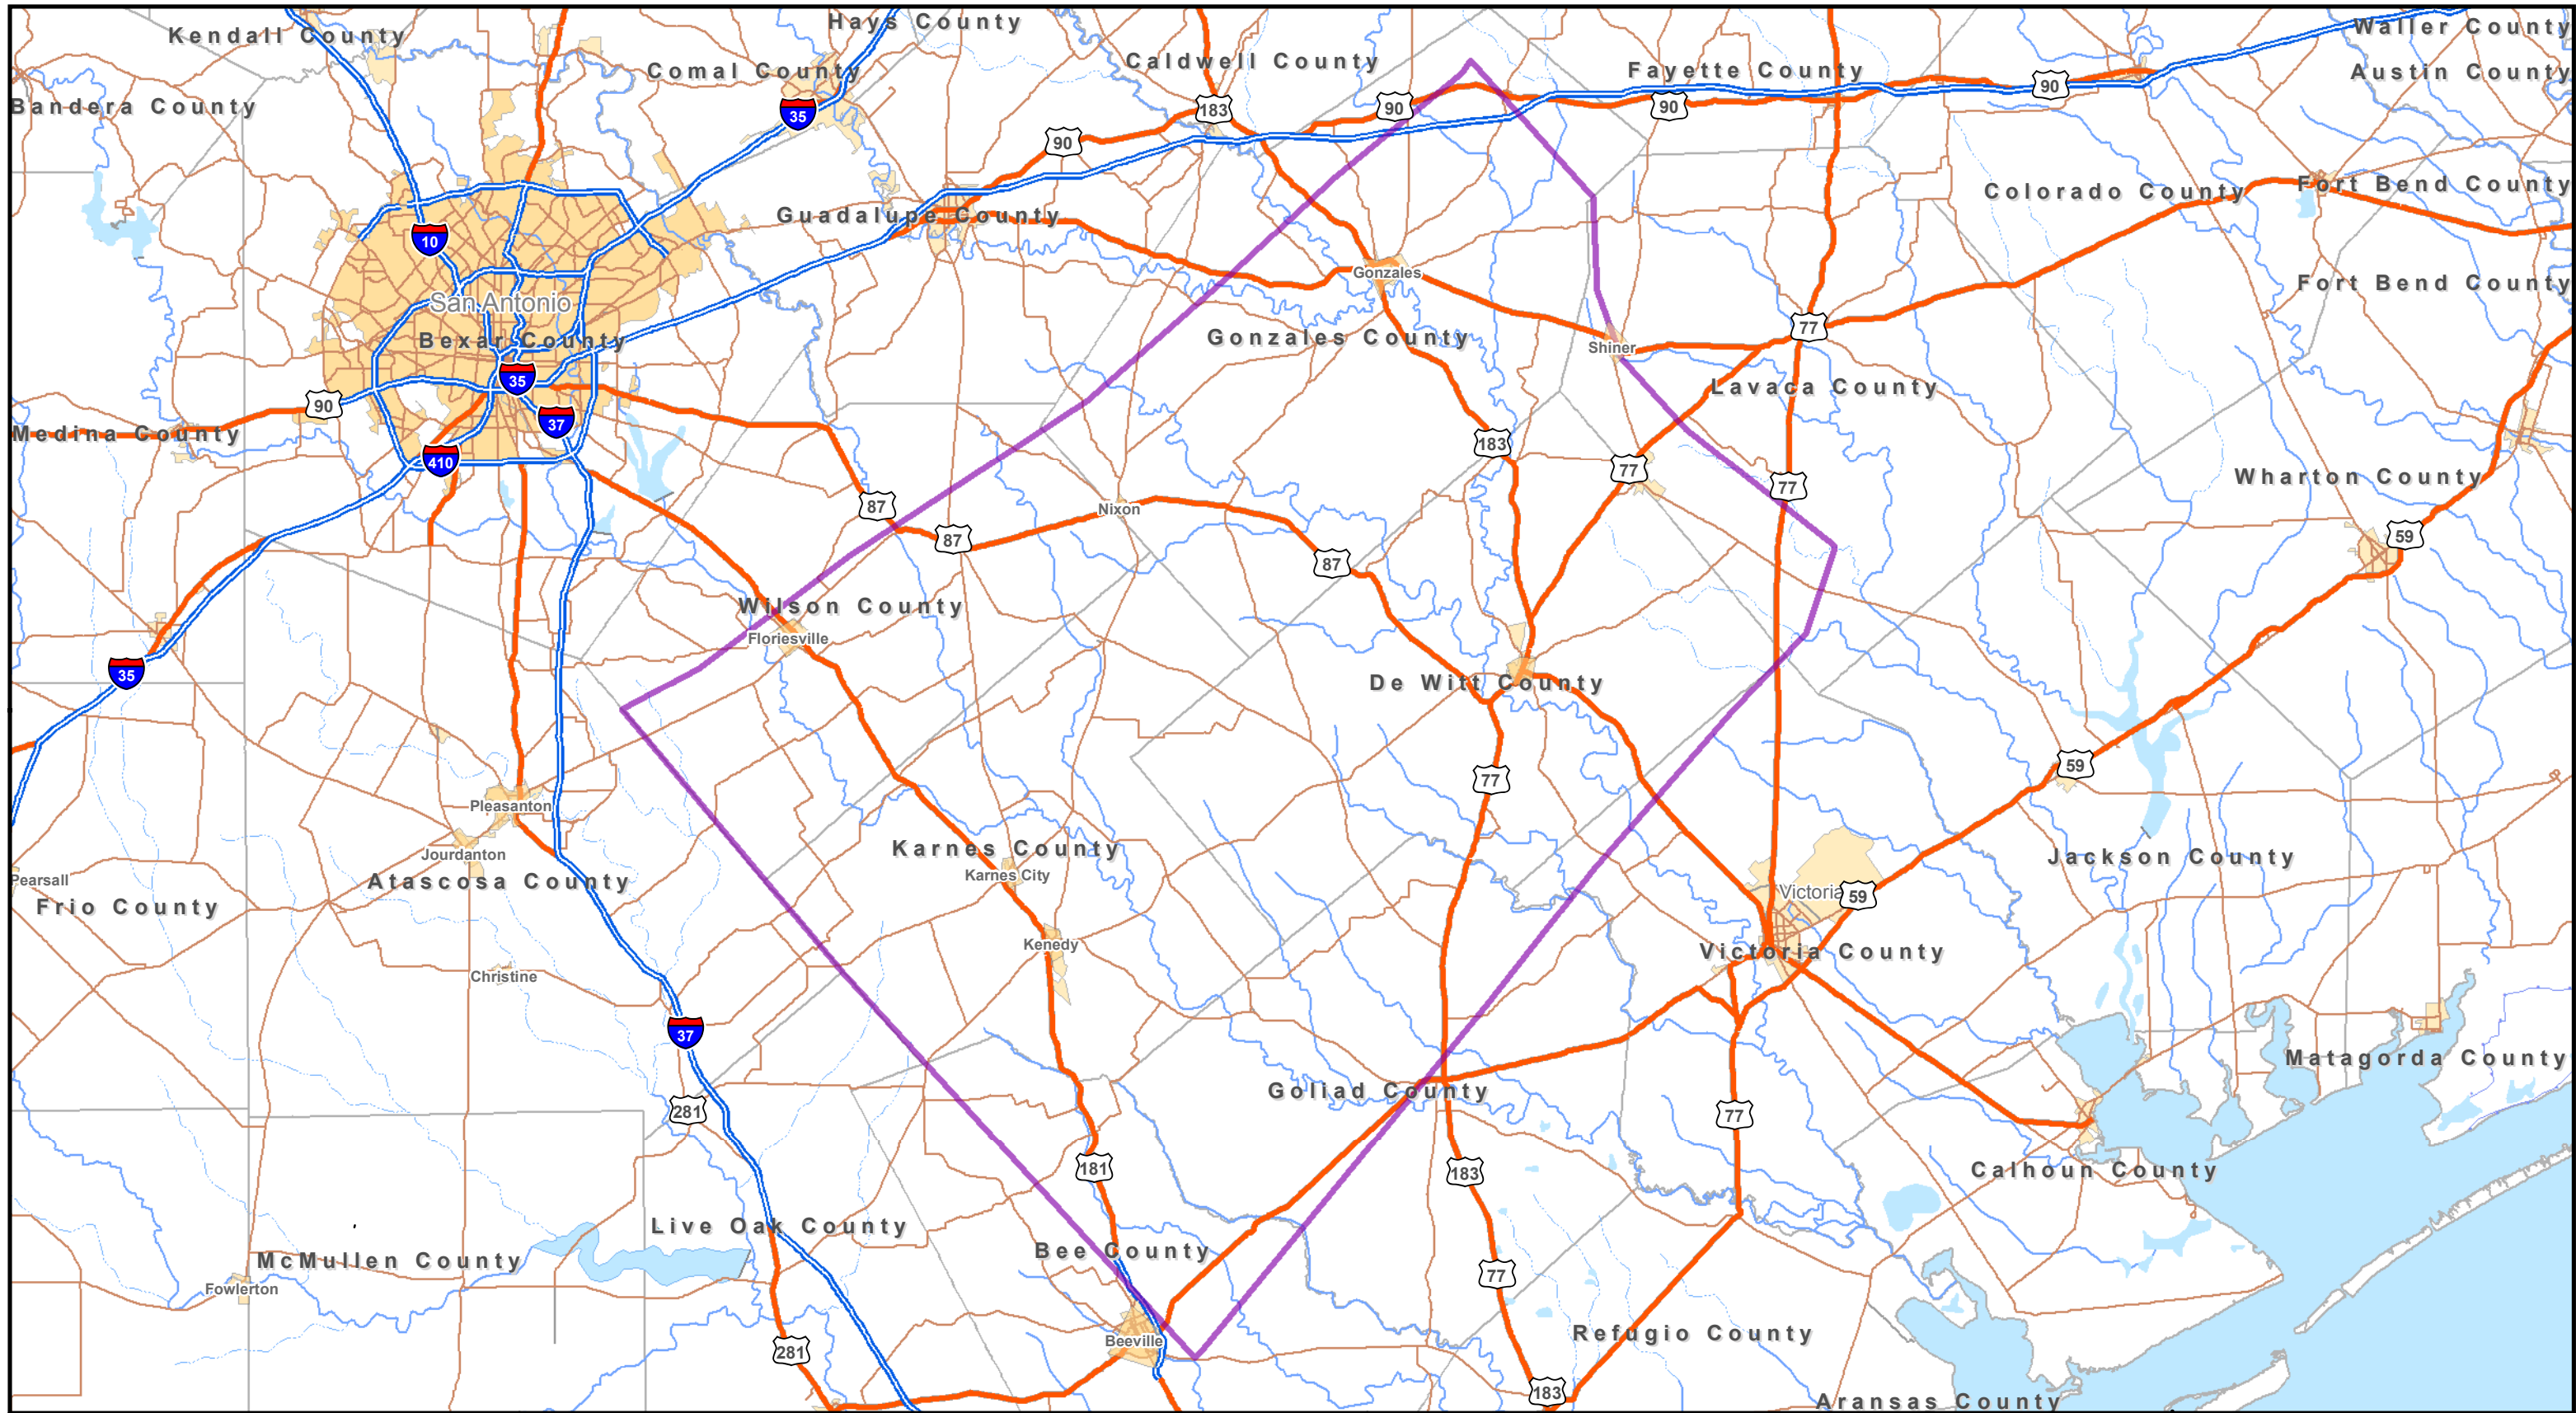 Hays County
Waller County
Kendall County
Caldwell County
Comal County
Fayette County
Austin County
Bandera County
35
183
90
90
90
90
Guadalupe County
Colorado County
Fort Bend County
10
Gonzales
Fort Bend County
San Antonio
Bexar County
Gonzales County
Shiner
77
35
Lavaca County
90
37
Medina County
410
183
77
77
Wharton County
87
87
Nixon
87
59
Wilson County
Floriesville
35
De Witt County
77
59
Pleasanton
Jourdanton
Karnes County
Karnes City
Jackson County
Pearsall
Atascosa County
Victoria
59
Frio County
Kenedy
Victoria County
Christine
37
Matagorda County
281
Goliad County
77
181
183
Calhoun County
Live Oak County
Bee County
McMullen County
77
Fowlerton
Beeville
281
Refugio County
183
Aransas County